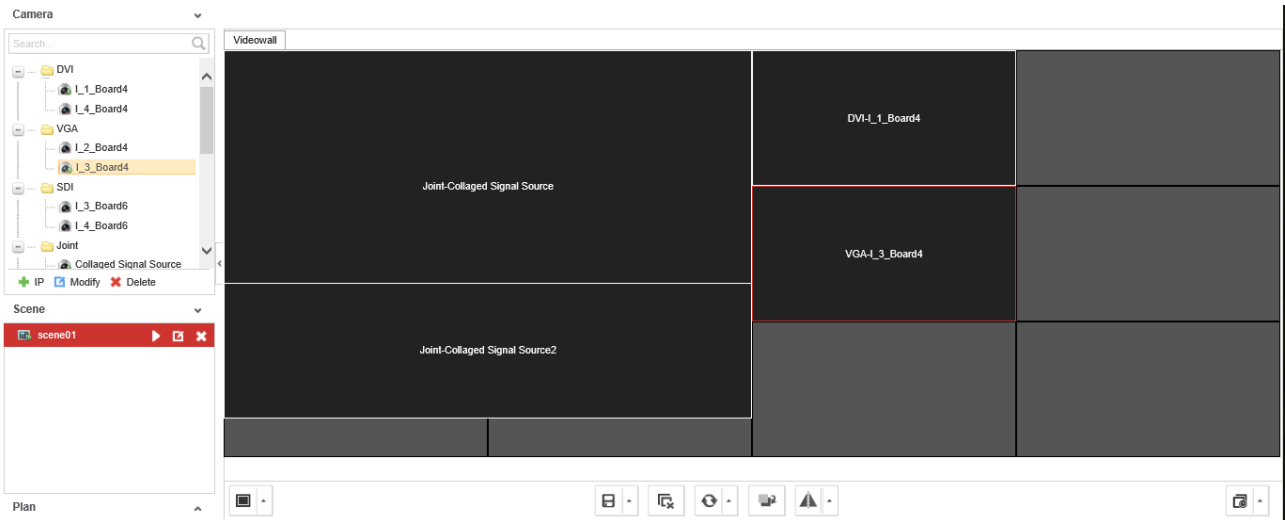 Camera
Search...
DVI
I_1_Board4
I_4_Board4
VGA
I_2_Board4
I_3_Board4
SDI
I_3_Board6
I_4_Board6
Joint
Collaged Signal Source
IP Modify Delete
Scene
scene01
Plan
Videowall
Joint-Collaged Signal Source
DVI-I_1_Board4
VGA-I_3_Board4
Joint-Collaged Signal Source2